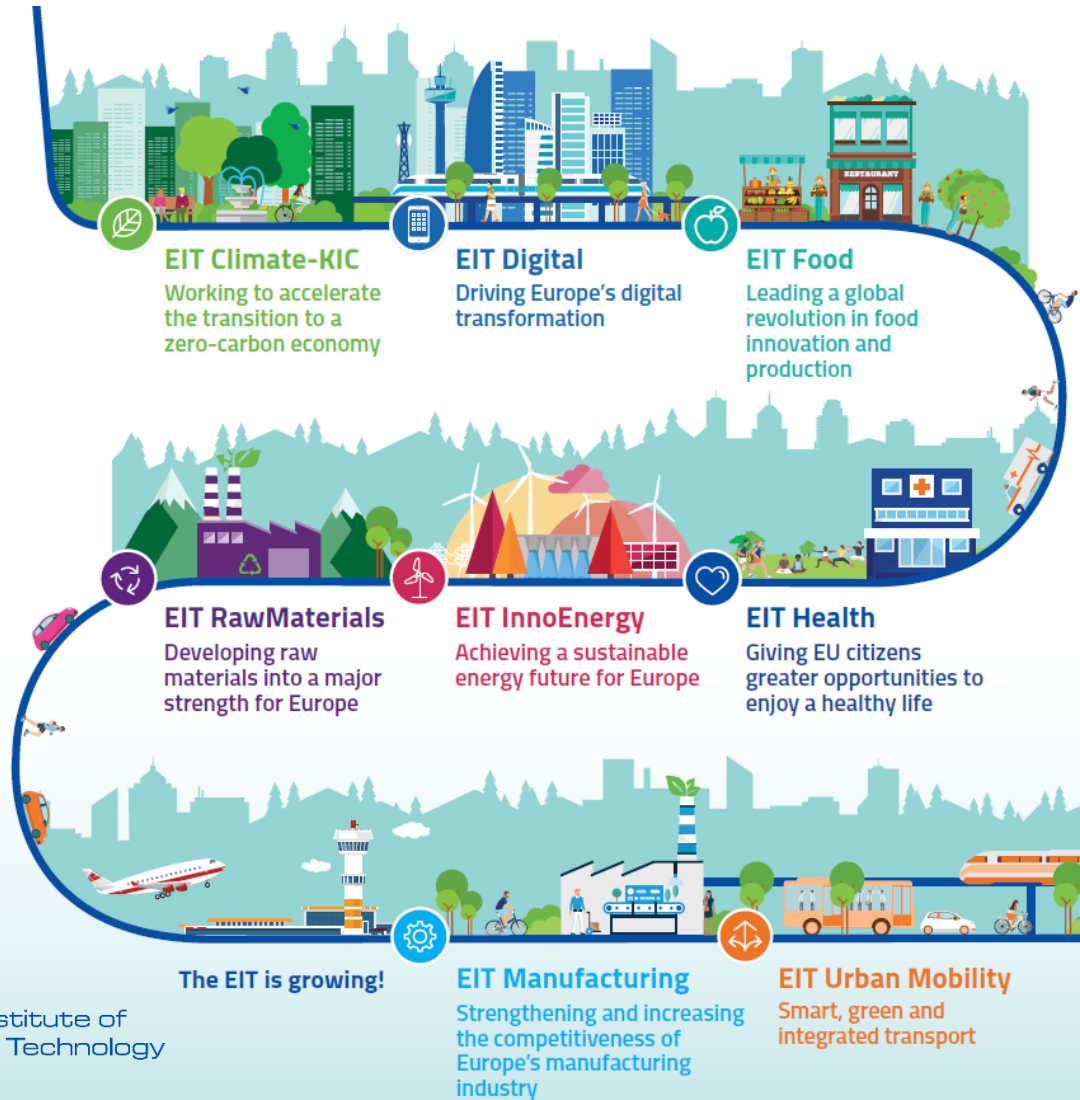 RESTAURANT
EIT Climate-KIC
Working to accelerate
the transition to a
zero-carbon economy
EIT Digital
Driving Europe's digital
transformation
EIT Food
Leading a global
revolution in food
innovation and
production
EIT RawMaterials
Developing raw
materials into a major
strength for Europe
EIT InnoEnergy
Achieving a sustainable
energy future for Europe
EIT Health
Giving EU citizens
greater opportunities to
enjoy a healthy life
The EIT is growing!
EIT Manufacturing
Strengthening and increasing
the competitiveness of
Europe's manufacturing
industry
EIT Urban Mobility
Smart, green and
integrated transport
stitute of
Technology